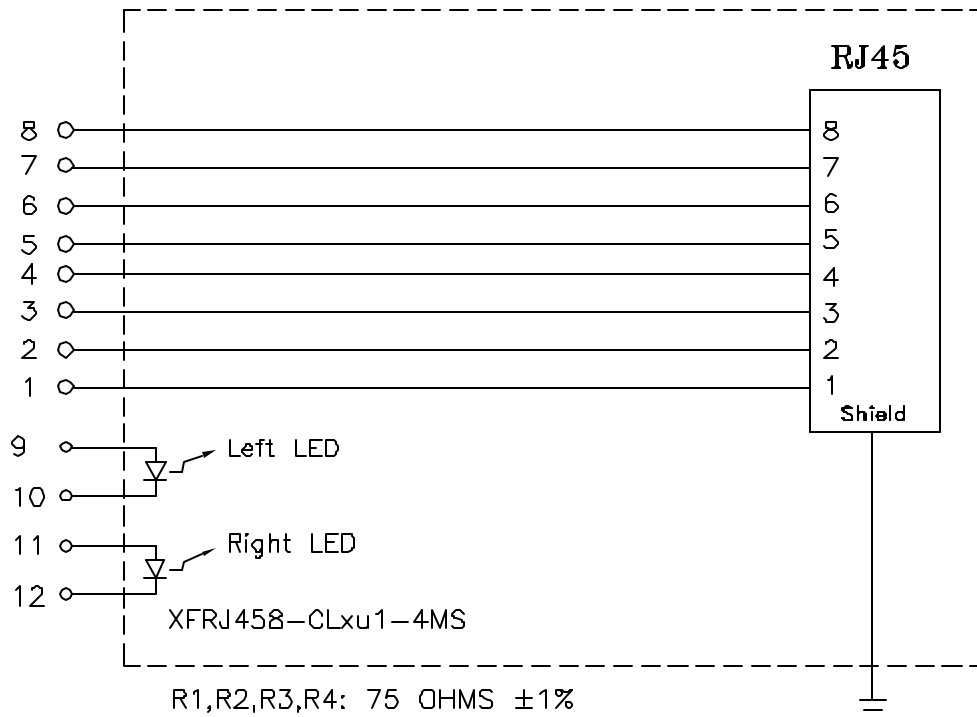 RJ45
8 8
7 7
6 6
5 5
4 4
3 3
2 2
1 1
Shield
9 Left LED
10
11 Right LED
12
XFRJ458-CLxu1-4MS
R1,R2,R3,R4: 75 OHMS ±1%